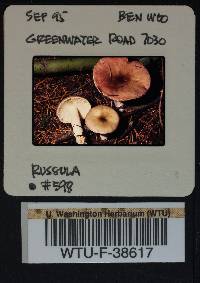 SEP 95 BEN WOO
GREENWATER ROAD 7030
RUSSULA
#598
U. Washington Herbarium (WTU)
WTU-F-38617